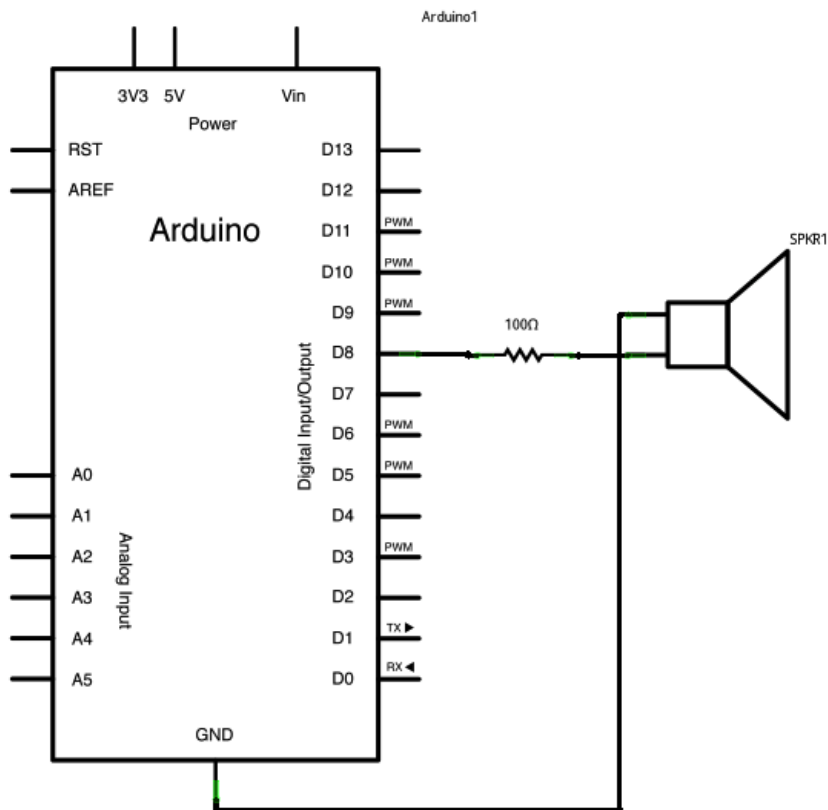 Arduino1
3V3 5V Vin
Power
RST
AREF
Arduino
D13
D12
D11 PWM
D10 PWM
D9 PWM
D8
D7
D6 PWM
D5 PWM
D4
D3 PWM
D2
D1 TX ▶
D0 RX ◀
Digital Input/Output
A0
A1
A2
A3
A4
A5
Analog Input
GND
100Ω
SPKR1